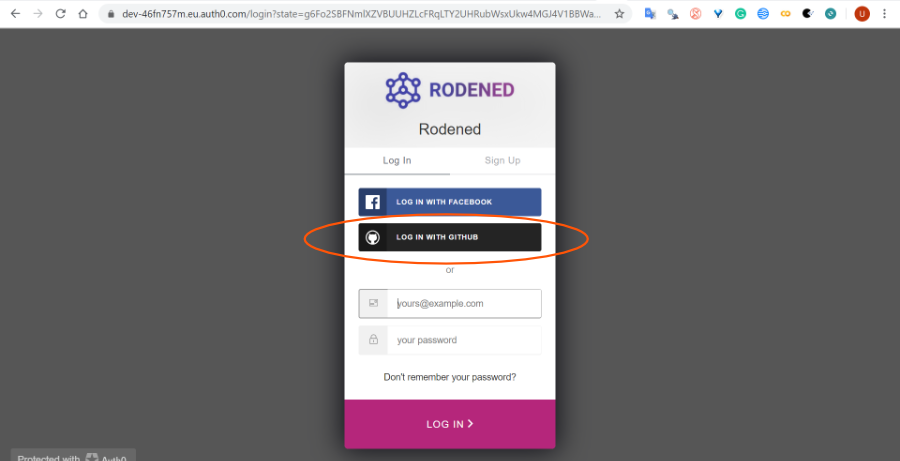 dev-46fn757m.eu.auth0.com/login?state=g6Fo2SBFNmlXZVBUUHZLcFRqLTY2UHRubWsxUkw4MGJ4V1BBWa...
U
RODENED
Rodened
Log In Sign Up
LOG IN WITH FACEBOOK
LOG IN WITH GITHUB
or
yours@example.com
your password
Don't remember your password?
LOG IN
Protected with Auth0